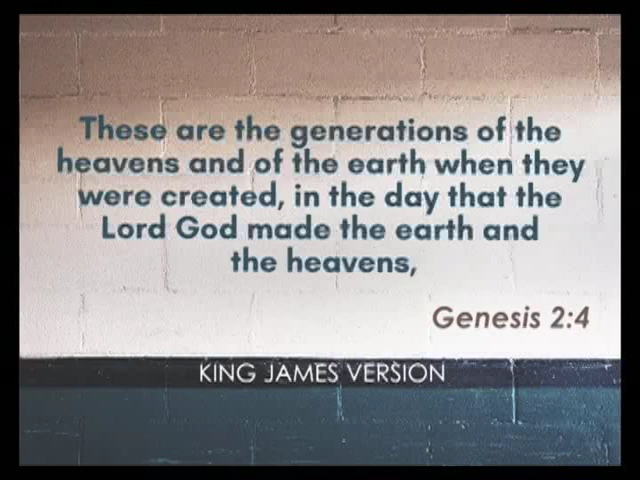 These are the generations of the
heavens and of the earth when they
were created, in the day that the
Lord God made the earth and
the heavens,
Genesis 2:4
KING JAMES VERSION